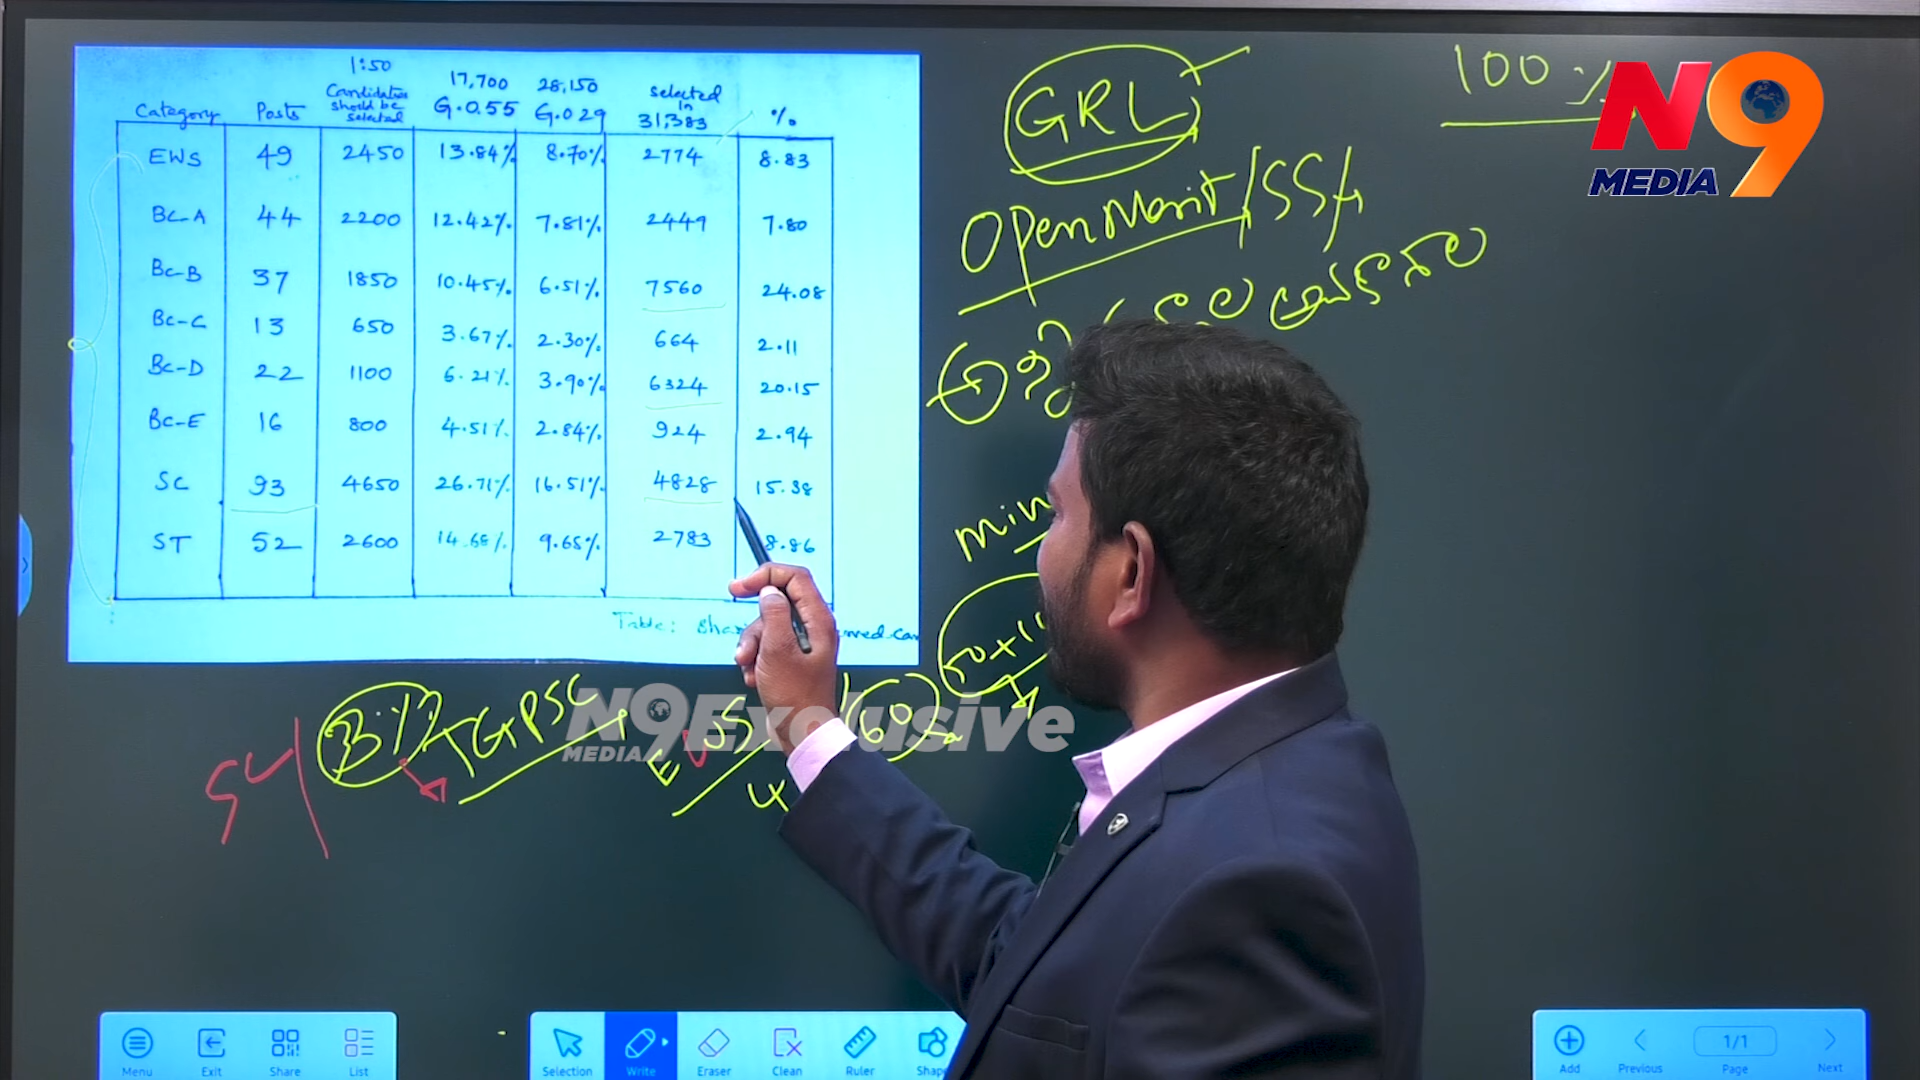 1:50
Candidates should be selected
17,700
28,150
selected in 31,383
Category Posts G.O.55 G.O 29 %
EWS 49 2450 13.84% 8.70% 2774 8.83
BC-A 44 2200 12.42% 7.81% 2449 7.80
BC-B 37 1850 10.45% 6.51% 7560 24.08
BC-C 13 650 3.67% 2.30% 664 2.11
BC-D 22 1100 6.21% 3.90% 6324 20.15
BC-E 16 800 4.51% 2.84% 924 2.94
SC 93 4650 26.71% 16.51% 4828 15.38
ST 52 2600 14.68% 9.65% 2783 8.86
Table:
GRL
Open Merit/
100 %
N9
MEDIA
min
50x11
TGPSC
N9 Exclusive
MEDIA
Menu Exit Share List
Selection Write Eraser Clean Ruler
Add Previous Page Next
1/1